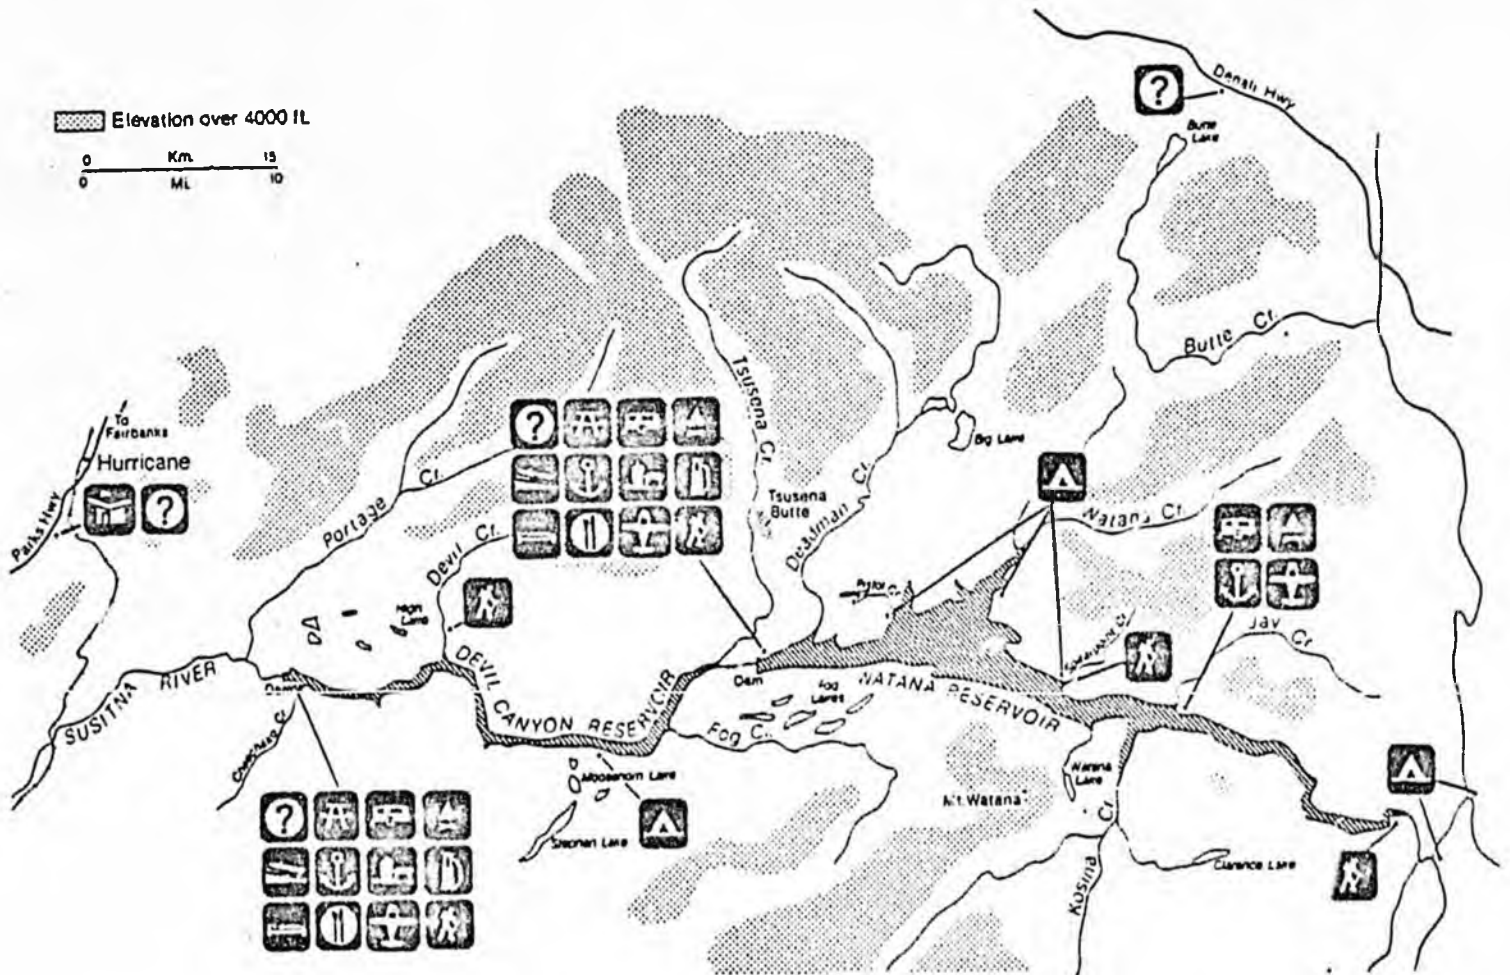 Elevation over 4000 ft.
0 Km. 15
0 Mi. 10
Denali Hwy
Butte
Lake
Butte Cr.
To
Fairbanks
Hurricane
Parks Hwy
?
?
?
?
Portage Cr.
Devil Cr.
High
Lake
Tsusena Cr.
Tsusena
Butte
Deadman Cr.
Big Lake
Watana Cr.
Jay Cr.
SUSITNA RIVER
DEVIL CANYON RESERVOIR
Dam
Fog
Lakes
WATANA RESERVOIR
Fog Cr.
Moosehorn Lake
Stephan Lake
Mt. Watana
Watana
Lake
Kosina Cr.
Clarence Lake